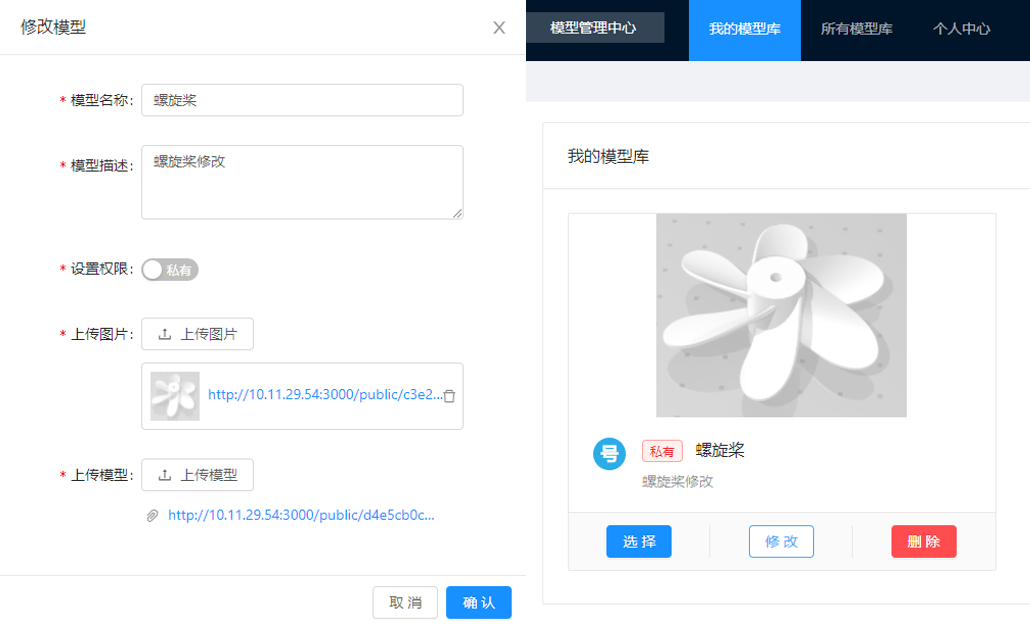 修改模型
* 模型名称:
螺旋桨
* 模型描述:
螺旋桨修改
* 设置权限:
私有
* 上传图片:
上传图片
http://10.11.29.54:3000/public/c3e2...
* 上传模型:
上传模型
http://10.11.29.54:3000/public/d4e5cb0c...
取 消
确 认
模型管理中心
我的模型库
所有模型库
个人中心
我的模型库
号
私有
螺旋桨
螺旋桨修改
选 择
修 改
删 除